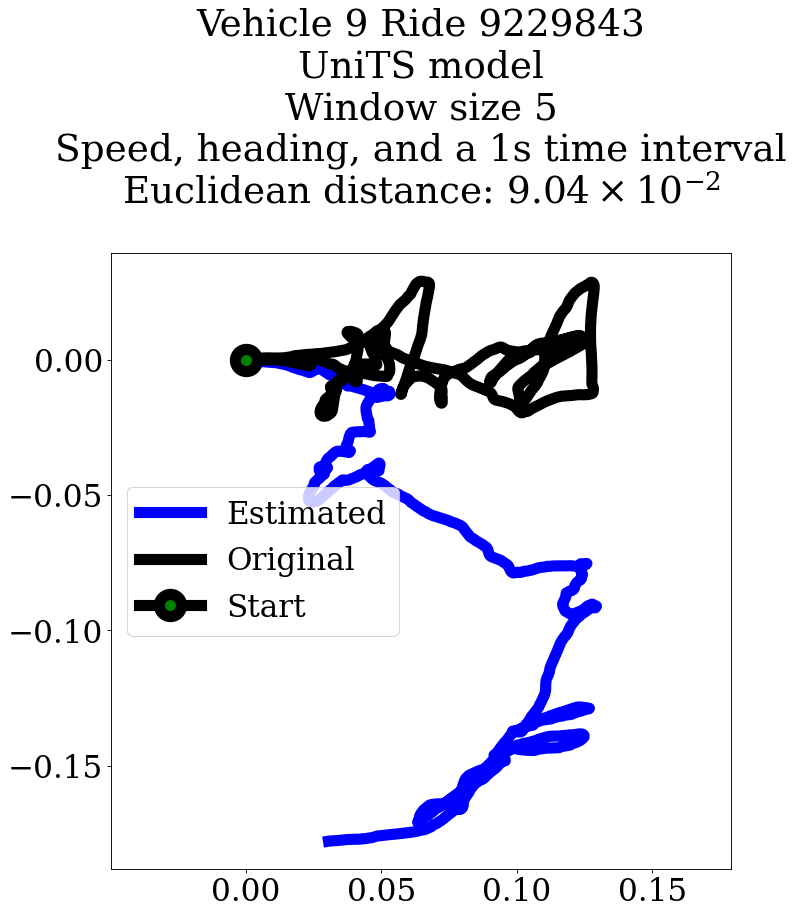 Vehicle 9 Ride 9229843
UniTS model
Window size 5
Speed, heading, and a 1s time interval
Euclidean distance: 9.04 × 10⁻²
0.00
−0.05
−0.10
−0.15
Estimated
Original
Start
0.00 0.05 0.10 0.15